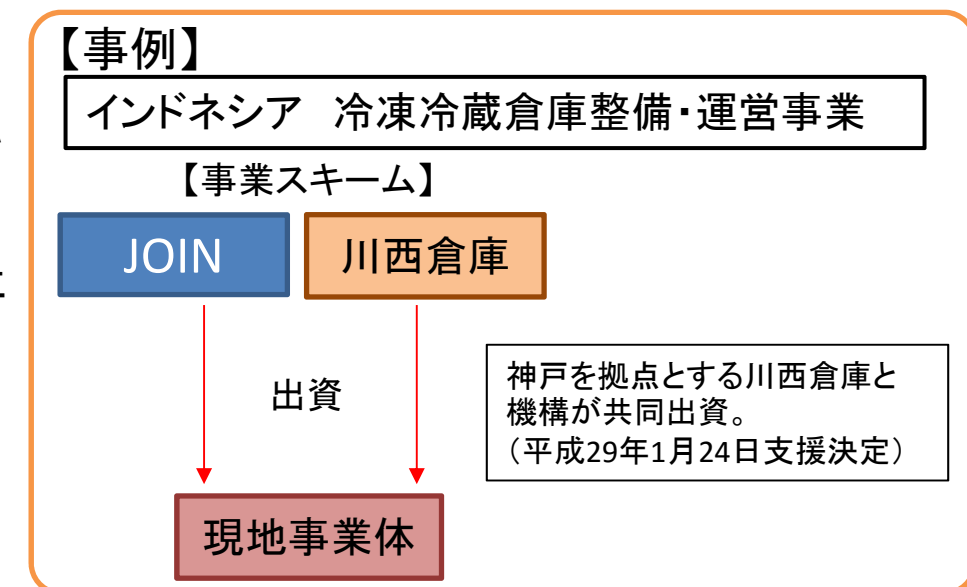 【事例】
インドネシア 冷凍冷蔵倉庫整備・運営事業
【事業スキーム】
JOIN
川西倉庫
出資
神戸を拠点とする川西倉庫と
機構が共同出資。
（平成29年1月24日支援決定）
現地事業体